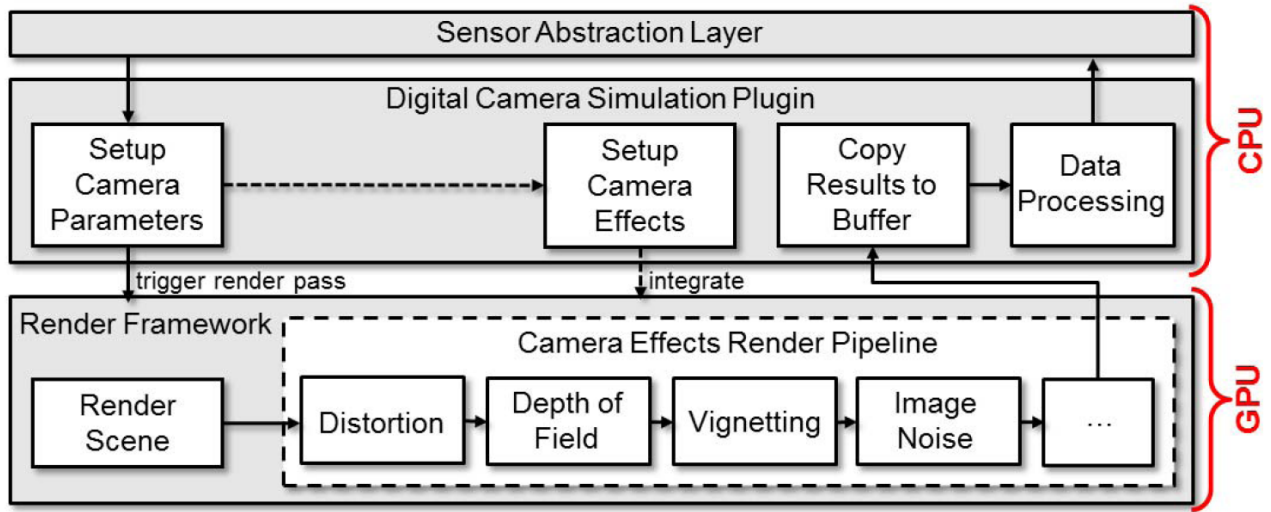 Sensor Abstraction Layer
Digital Camera Simulation Plugin
Setup
Camera
Parameters
Setup
Camera
Effects
Copy
Results to
Buffer
Data
Processing
CPU
trigger render pass
integrate
Render Framework
Camera Effects Render Pipeline
Render
Scene
Distortion
Depth of
Field
Vignetting
Image
Noise
...
GPU